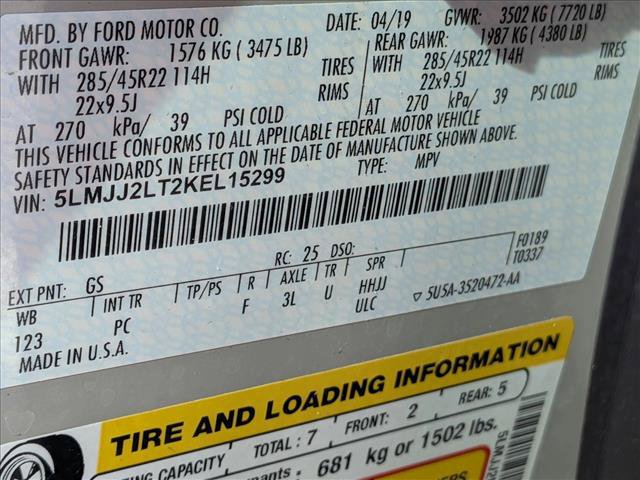 MFD. BY FORD MOTOR CO. DATE: 04/19 GVWR: 3502 KG (7720 LB)
FRONT GAWR: 1576 KG (3475 LB) REAR GAWR: 1987 KG (4380 LB)
WITH 285/45R22 114H TIRES WITH 285/45R22 114H TIRES
22x9.5J RIMS 22x9.5J RIMS
AT 270 kPa/ 39 PSI COLD AT 270 kPa/ 39 PSI COLD
THIS VEHICLE CONFORMS TO ALL APPLICABLE FEDERAL MOTOR VEHICLE
SAFETY STANDARDS IN EFFECT ON THE DATE OF MANUFACTURE SHOWN ABOVE.
VIN: 5LMJJ2LT2KEL15299 TYPE: MPV
F0189
T0337
EXT PNT: GS RC: 25 DSO:
WB INT TR TP/PS R AXLE TR SPR
123 PC F 3L U HHJJ
ULC ▽ 5U5A-3520472-AA
MADE IN U.S.A.
TIRE AND LOADING INFORMATION
CAPACITY TOTAL: 7 FRONT: 2 REAR: 5
681 kg or 1502 lbs.